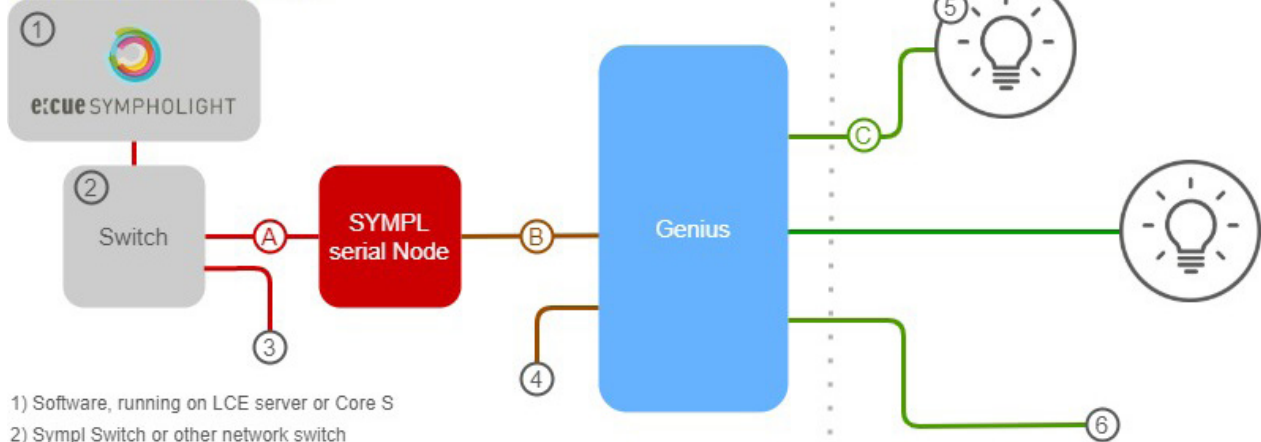 1
e:cue SYMPHOLIGHT
2
Switch
A
SYMPL
serial Node
B
Genius
C
5
3
4
6
1) Software, running on LCE server or Core S
2) Sympl Switch or other network switch